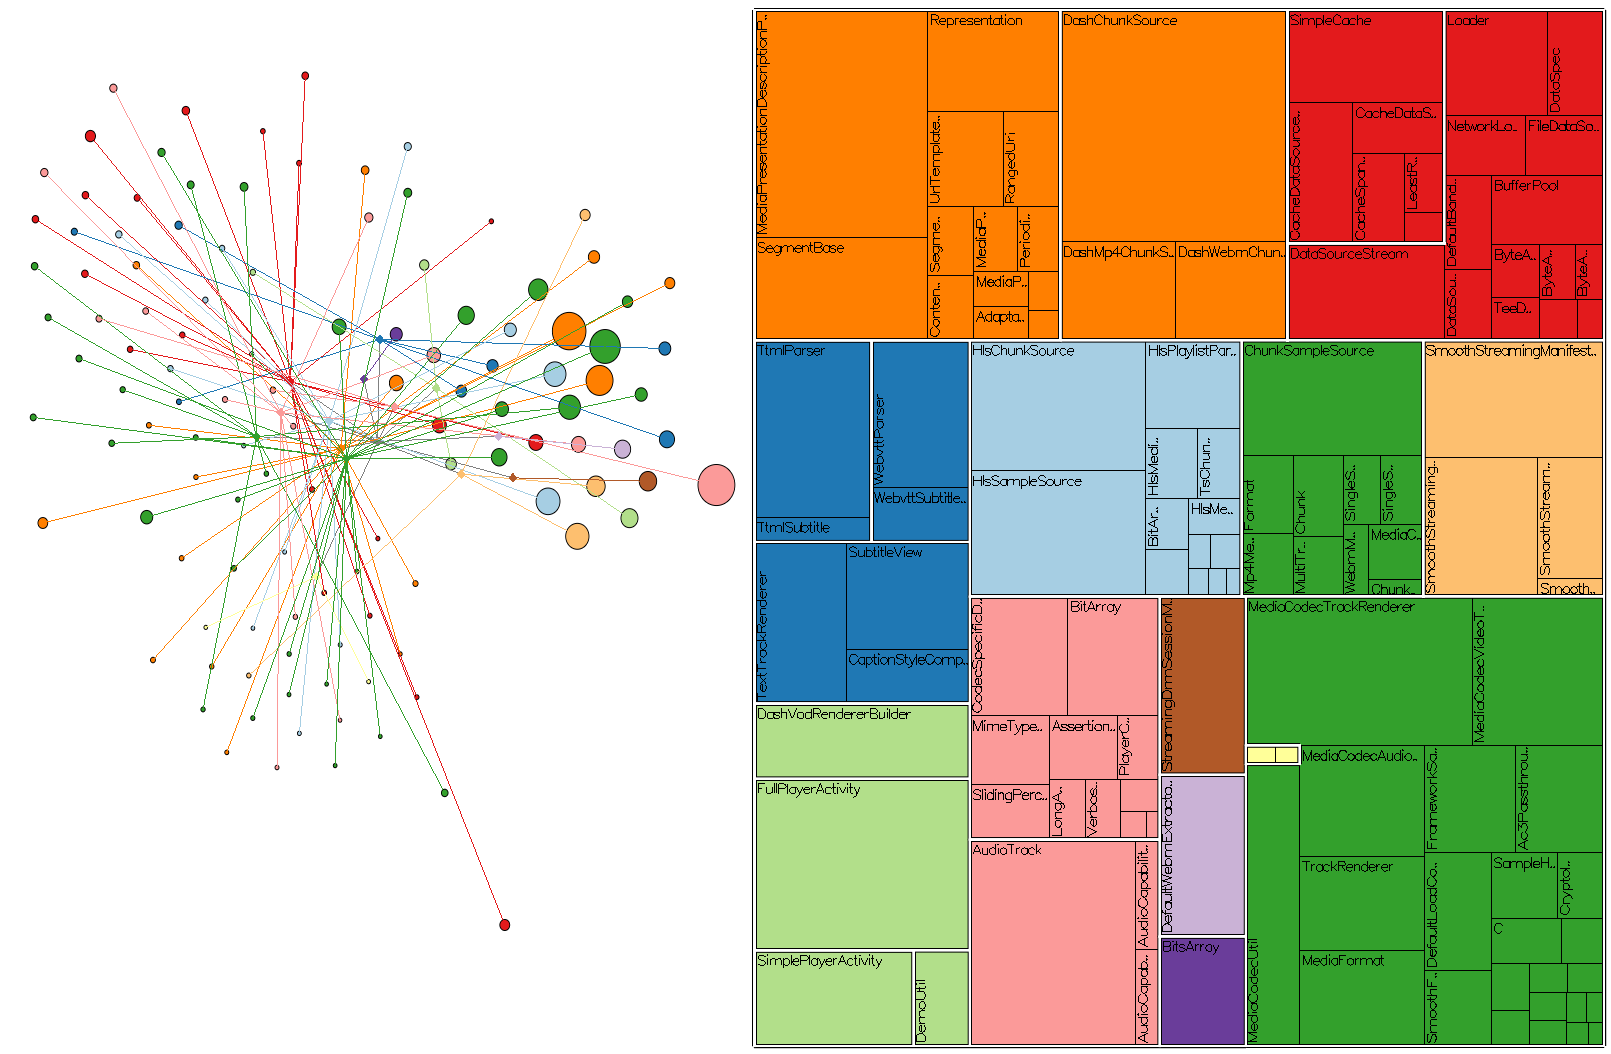 MediaPresentationDescriptionP..
Representation
UrlTemplate..
RangedUri
SegmentBase
Segme..
MediaP..
Periodi..
Conten..
MediaP..
Adapta..
DashChunkSource
DashMp4ChunkS..
DashWebmChun..
SimpleCache
CacheDataSource..
CacheDataS..
CacheSpan..
LeastR..
DataSourceStream
Loader
DataSpec
NetworkLo..
FileDataSo..
DefaultBand..
BufferPool
DataSou..
ByteA..
ByteA..
ByteA..
TeeD..
TtmlParser
TtmlSubtitle
WebvttParser
WebvttSubtitle..
TextTrackRenderer
SubtitleView
CaptionStyleComp..
HlsChunkSource
HlsPlaylistPar..
HlsSampleSource
HlsMedi..
TsChun..
BitAr..
HlsMe..
ChunkSampleSource
Format
Chunk
SingleS..
SingleS..
Mp4Me..
MultiTr..
WebmM..
MediaC..
Chunk..
SmoothStreamingManifest..
SmoothStreaming..
SmoothStream..
Smooth..
DashVodRendererBuilder
FullPlayerActivity
SimplePlayerActivity
DemoUtil
CodecSpecificD..
BitArray
MimeType..
Assertion..
PlayerC..
SlidingPerc..
LongA..
Verbos..
AudioTrack
AudioCapabilit..
AudioCapab..
StreamingDrmSessionM..
DefaultWebmExtracto..
BitsArray
MediaCodecTrackRenderer
MediaCodecVideoT..
MediaCodecUtil
MediaCodecAudio..
FrameworkSa..
Ac3Passthrou..
TrackRenderer
DefaultLoadCo..
SampleH..
CryptoI..
C
MediaFormat
SmoothF..